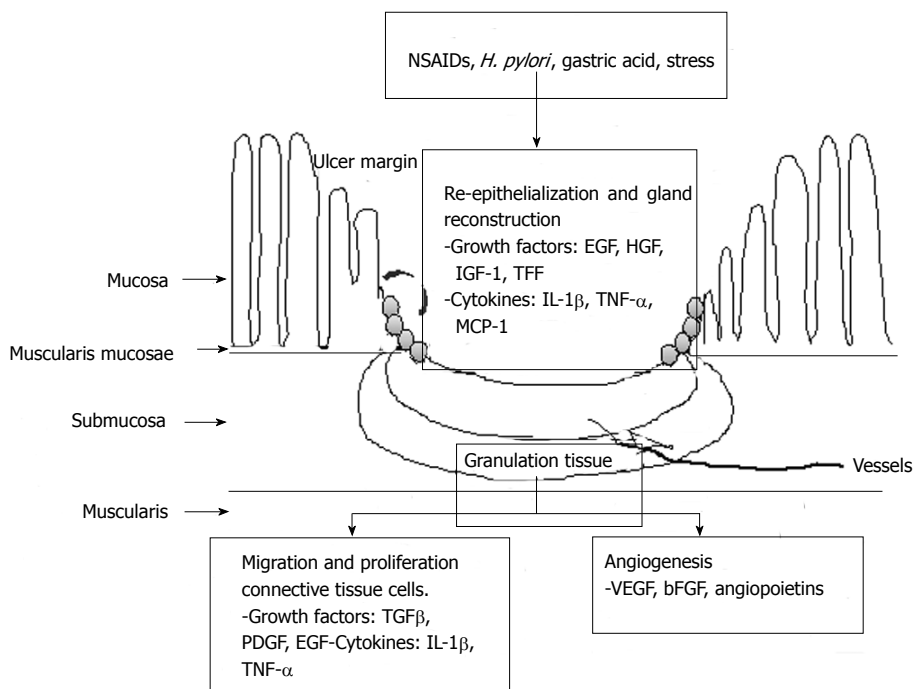 NSAIDs, H. pylori, gastric acid, stress
Ulcer margin
Re-epithelialization and gland
reconstruction
-Growth factors: EGF, HGF,
IGF-1, TFF
-Cytokines: IL-1β, TNF-α,
MCP-1
Mucosa
Muscularis mucosae
Submucosa
Granulation tissue
Vessels
Muscularis
Migration and proliferation
connective tissue cells.
-Growth factors: TGFβ,
PDGF, EGF-Cytokines: IL-1β,
TNF-α
Angiogenesis
-VEGF, bFGF, angiopoietins